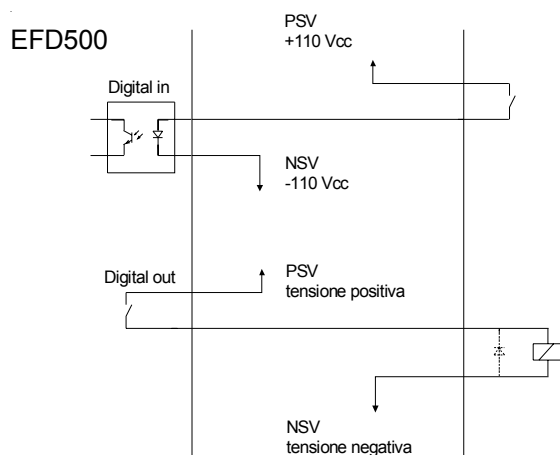 EFD500
PSV
+110 Vcc
Digital in
NSV
-110 Vcc
Digital out
PSV
tensione positiva
NSV
tensione negativa